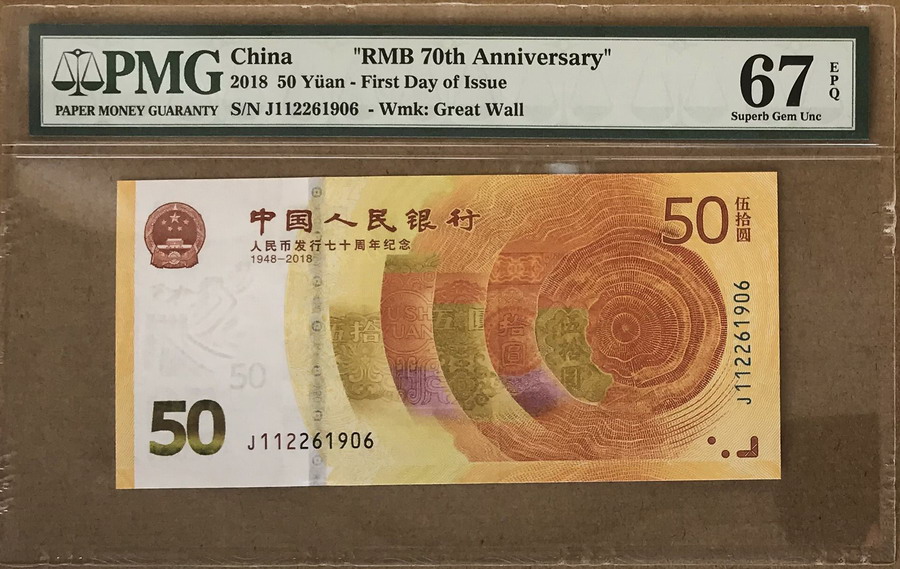 PMG
PAPER MONEY GUARANTY
China "RMB 70th Anniversary"
2018 50 Yüan - First Day of Issue
S/N J112261906 - Wmk: Great Wall
67
EPQ
Superb Gem Unc
中国人民银行
人民币发行七十周年纪念
1948-2018
50
伍拾圆
50
50
J112261906
J112261906